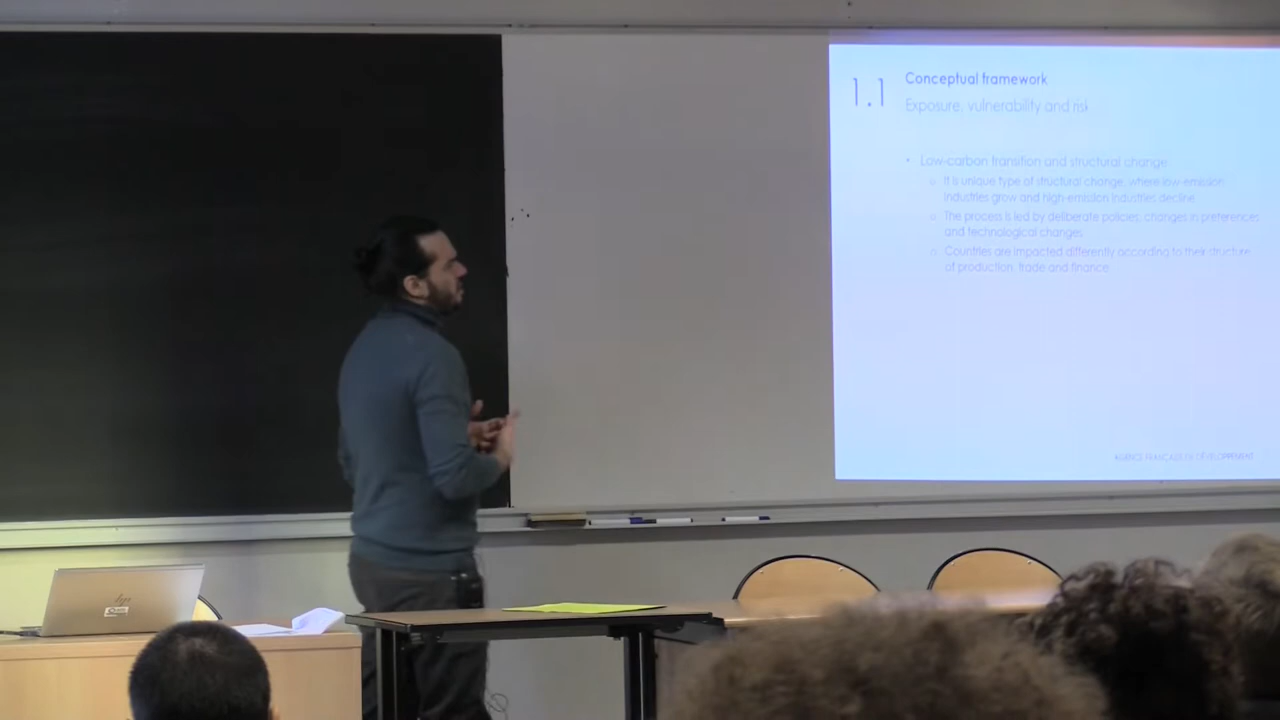 1.1
Conceptual framework
Exposure, vulnerability and risk
• Low-carbon transition and structural change
o It is unique type of structural change, where low-emission
industries grow and high-emission industries decline
o The process is led by deliberate policies, changes in preferences
and technological changes
o Countries are impacted differently according to their structure
of production, trade and finance
AGENCE FRANÇAISE DE DÉVELOPPEMENT
hp